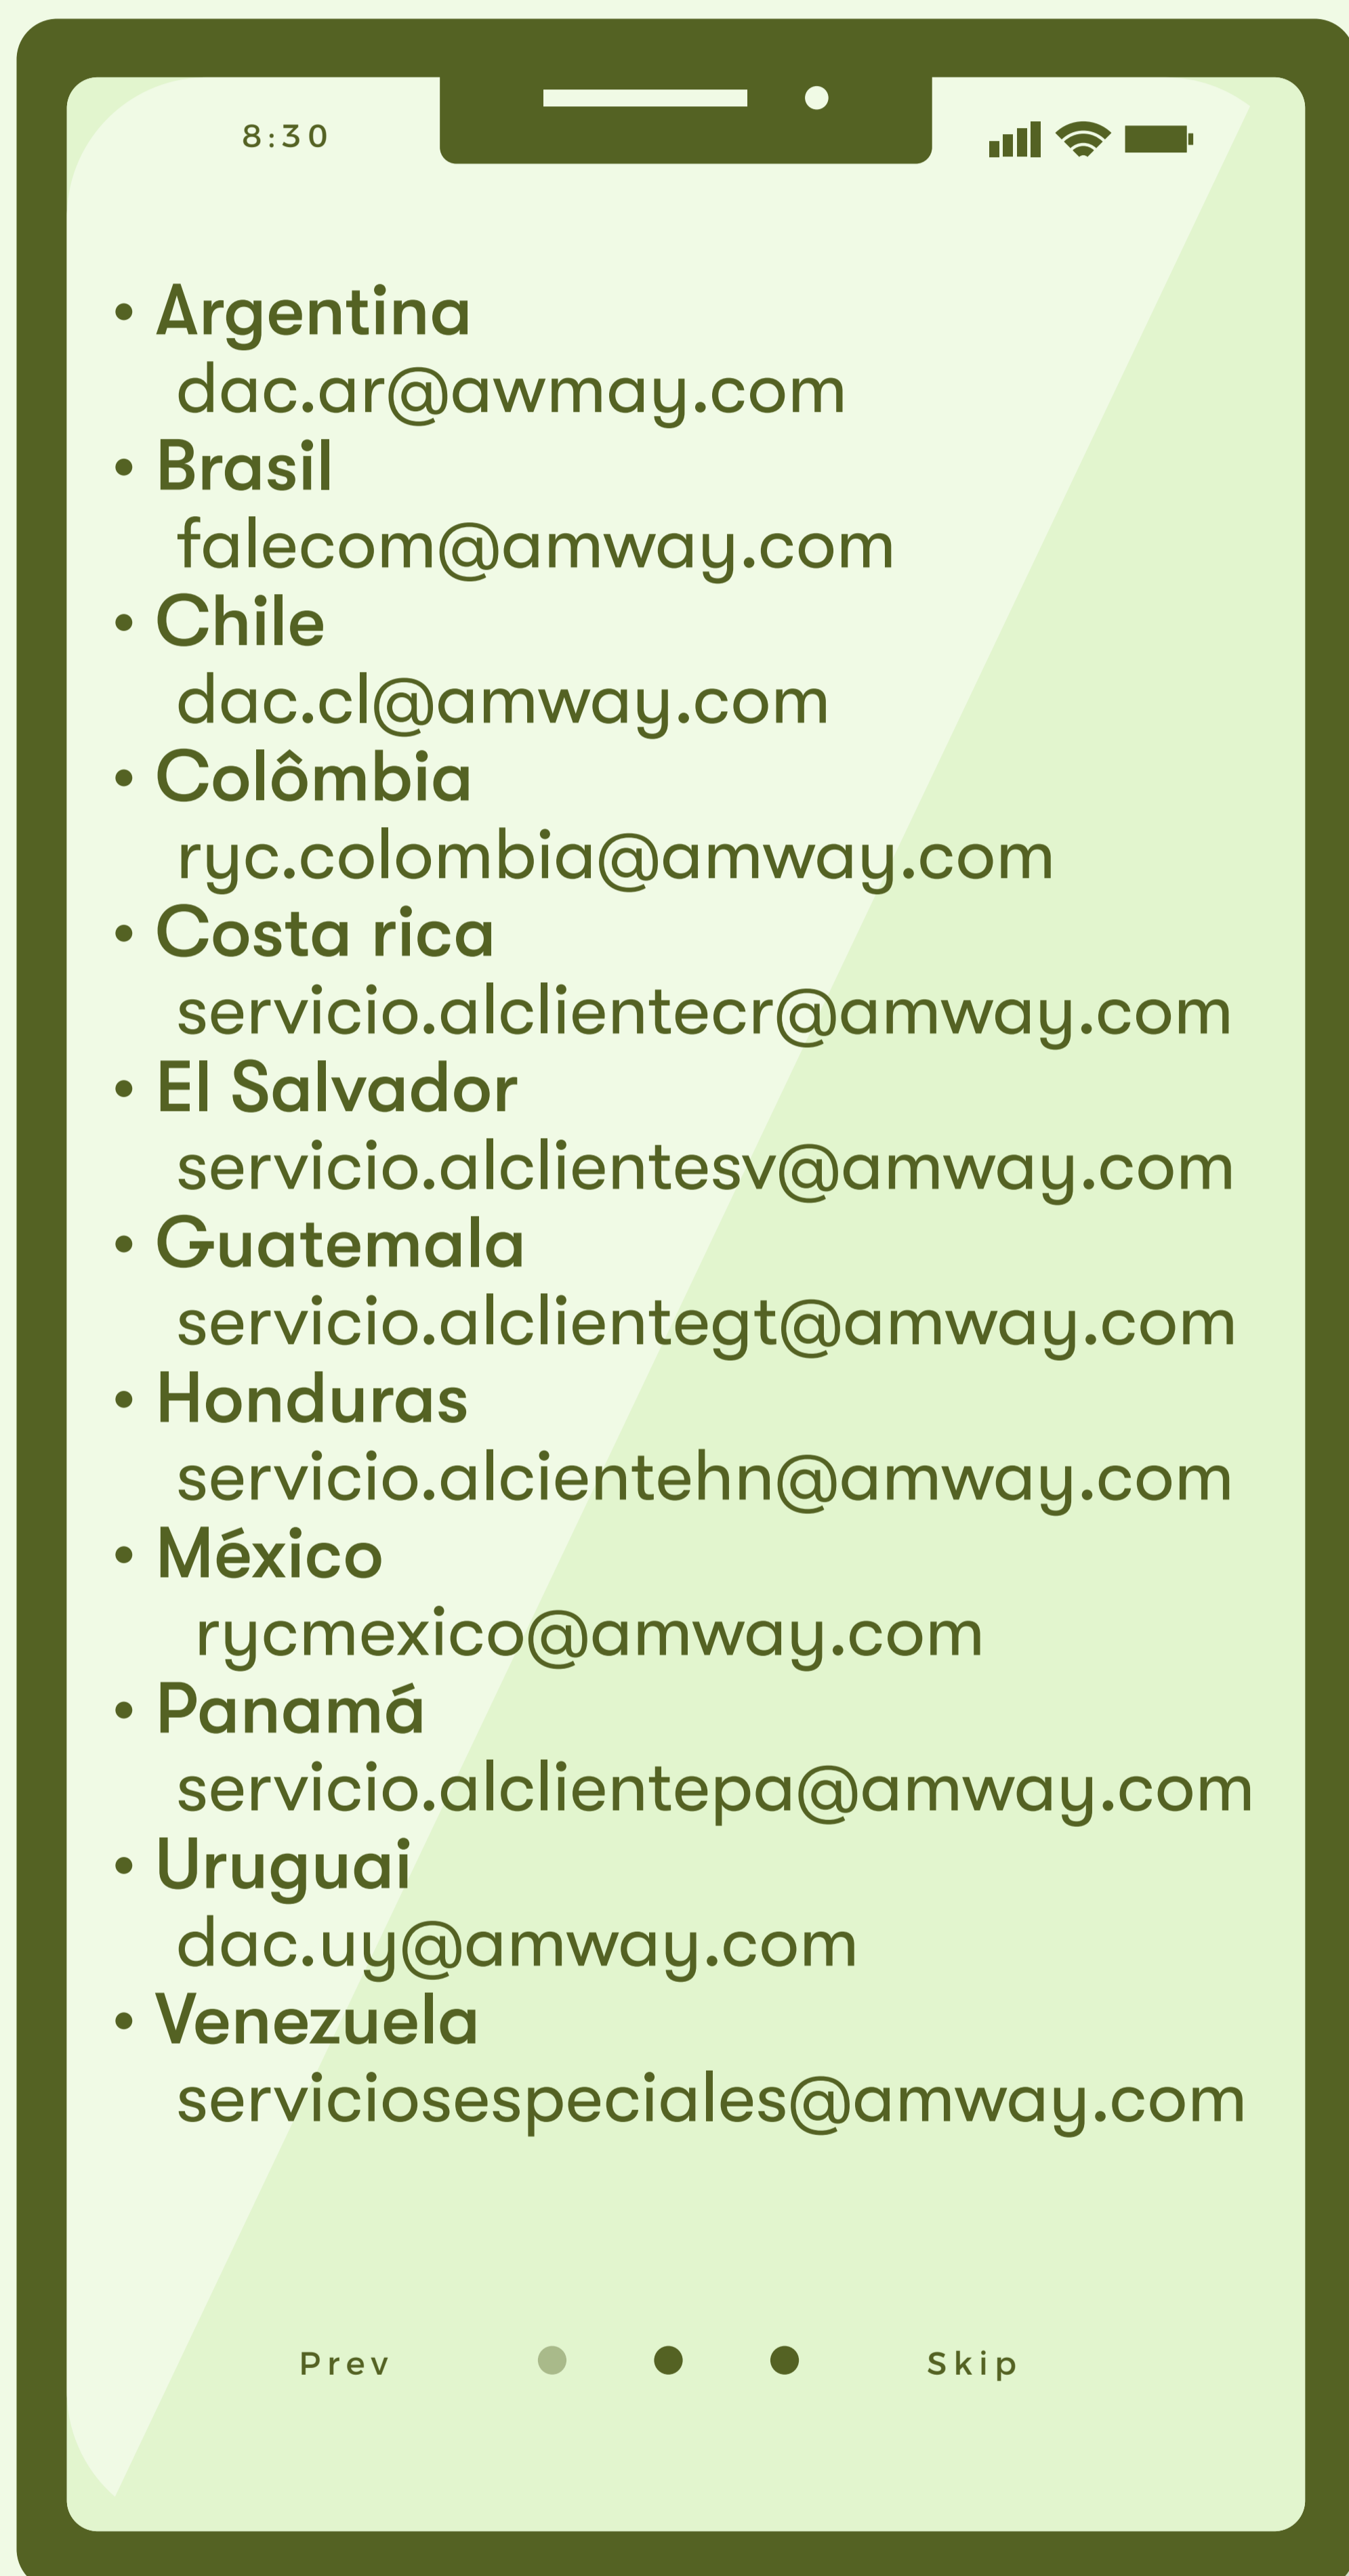 8:30
• Argentina
dac.ar@awmay.com
• Brasil
falecom@amway.com
• Chile
dac.cl@amway.com
• Colômbia
ryc.colombia@amway.com
• Costa rica
servicio.alclientecr@amway.com
• El Salvador
servicio.alclientesv@amway.com
• Guatemala
servicio.alclientegt@amway.com
• Honduras
servicio.alcientehn@amway.com
• México
rycmexico@amway.com
• Panamá
servicio.alclientepa@amway.com
• Uruguai
dac.uy@amway.com
• Venezuela
serviciosespeciales@amway.com
Prev Skip